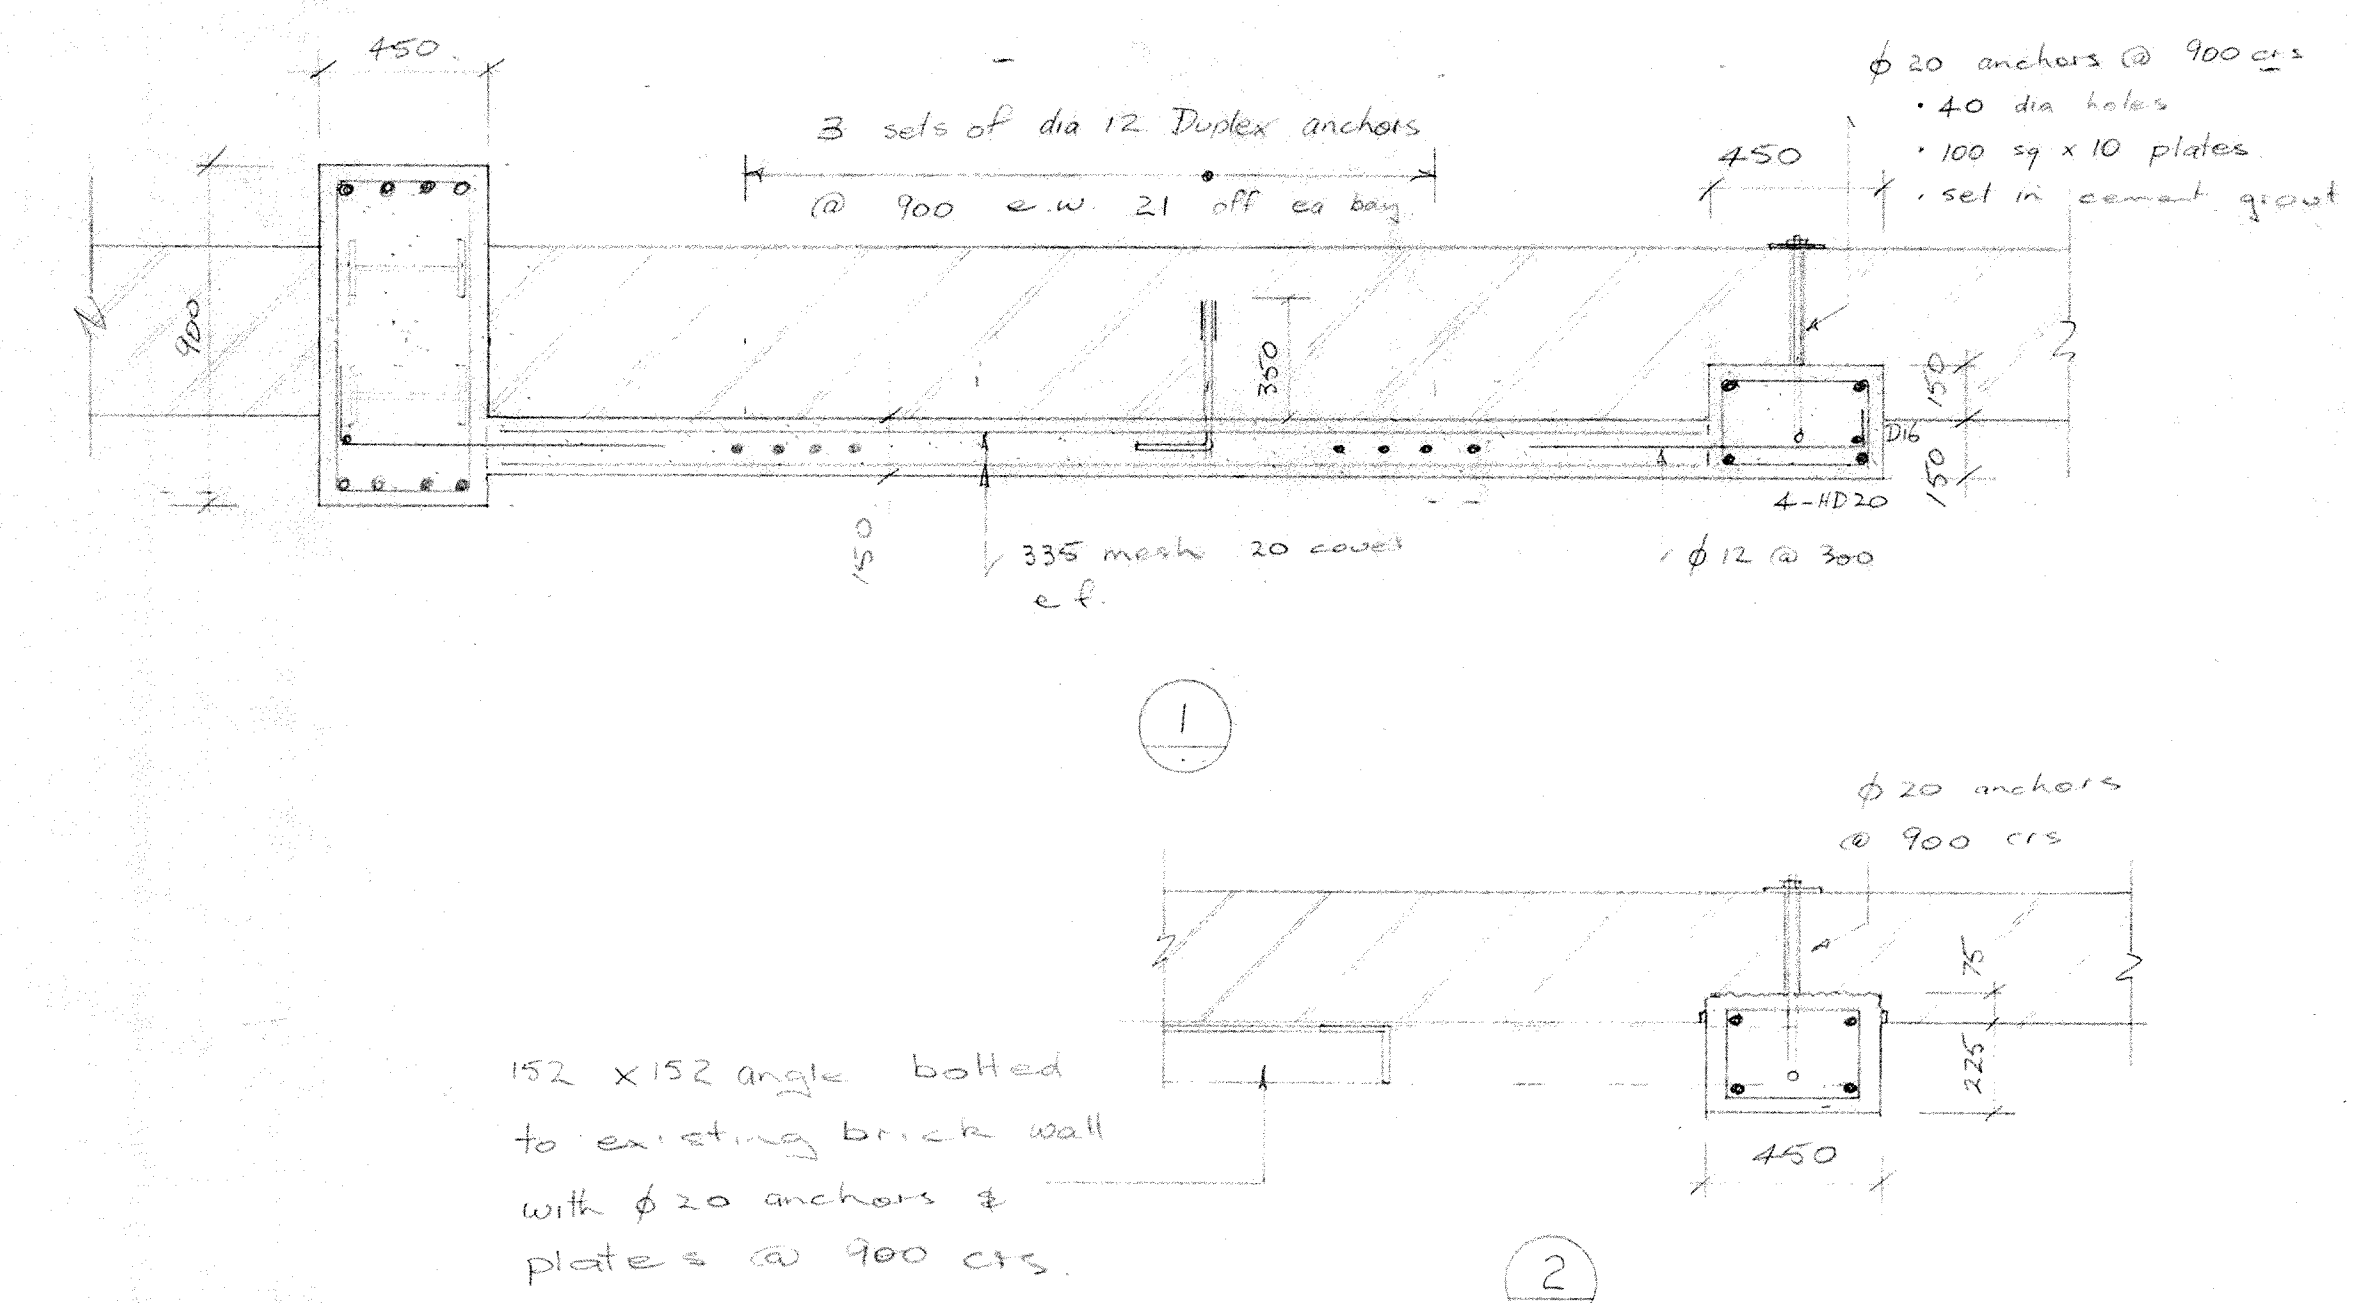 450
3 sets of dia 12 Duplex anchors
@ 900 e.w. 21 off ea bay
φ 20 anchors @ 900 crs
• 40 dia holes
• 100 sq x 10 plates
• set in cement grout
450
900
350
150
D16
150
4-HD20
150
335 mesh 20 cover
e f.
φ 12 @ 300
1
φ 20 anchors
@ 900 crs
75
225
450
152 x 152 angle bolted
to existing brick wall
with φ 20 anchors &
plates @ 900 crs.
2